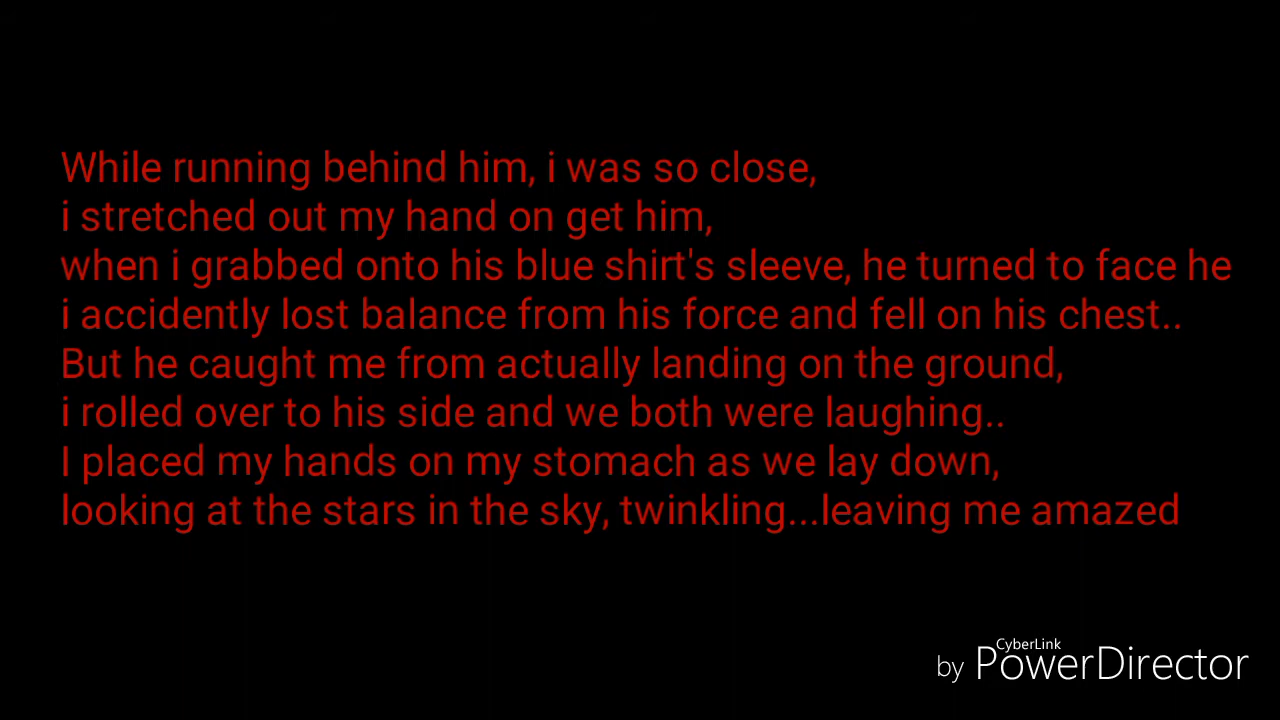 While running behind him, i was so close,
i stretched out my hand on get him,
when i grabbed onto his blue shirt's sleeve, he turned to face he
i accidently lost balance from his force and fell on his chest..
But he caught me from actually landing on the ground,
i rolled over to his side and we both were laughing..
I placed my hands on my stomach as we lay down,
looking at the stars in the sky, twinkling...leaving me amazed
CyberLink
by PowerDirector